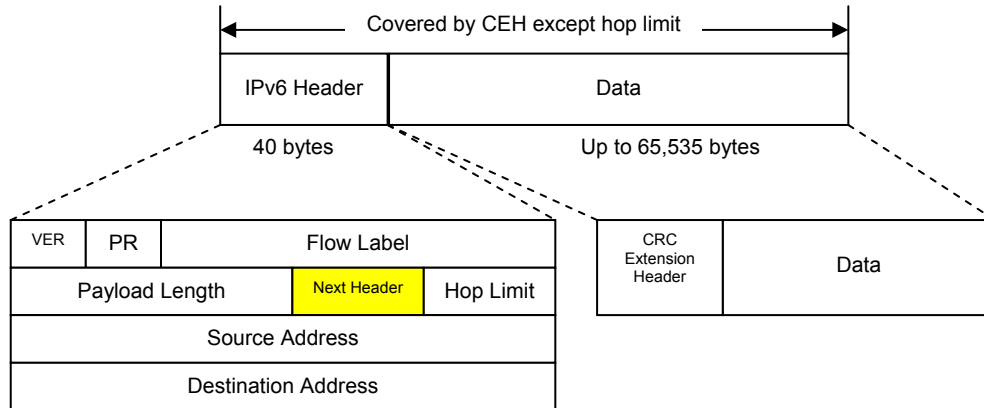 Covered by CEH except hop limit
IPv6 Header
Data
40 bytes
Up to 65,535 bytes
VER
PR
Flow Label
CRC
Extension
Header
Data
Payload Length
Next Header
Hop Limit
Source Address
Destination Address